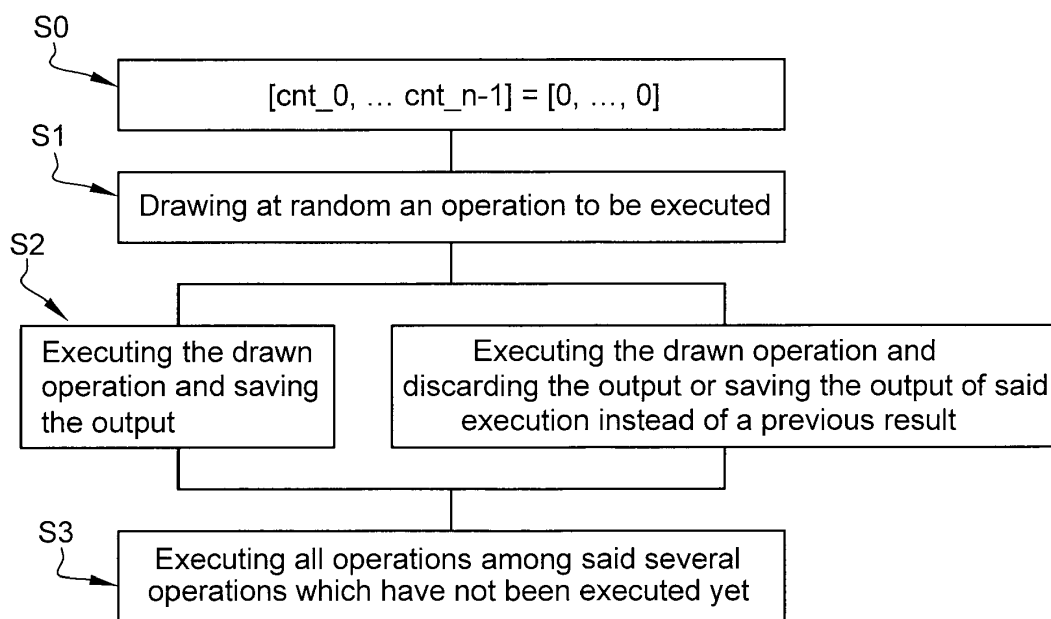 S0
[cnt_0, ... cnt_n-1] = [0, ..., 0]
S1
Drawing at random an operation to be executed
S2
Executing the drawn
operation and saving
the output
Executing the drawn operation and
discarding the output or saving the output of said
execution instead of a previous result
S3
Executing all operations among said several
operations which have not been executed yet